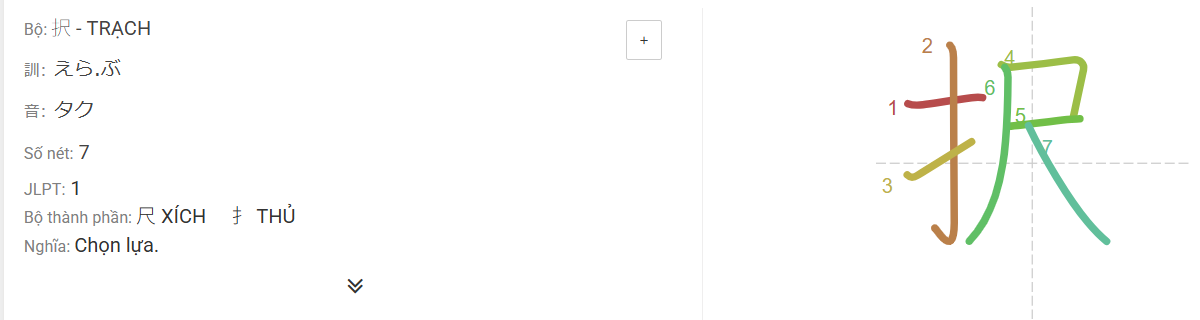 Bộ: 択 - TRẠCH
+
訓: えら.ぶ
音: タク
Số nét: 7
JLPT: 1
Bộ thành phần: 尺 XÍCH 扌 THỦ
Nghĩa: Chọn lựa.
択
1
2
3
4
5
6
7